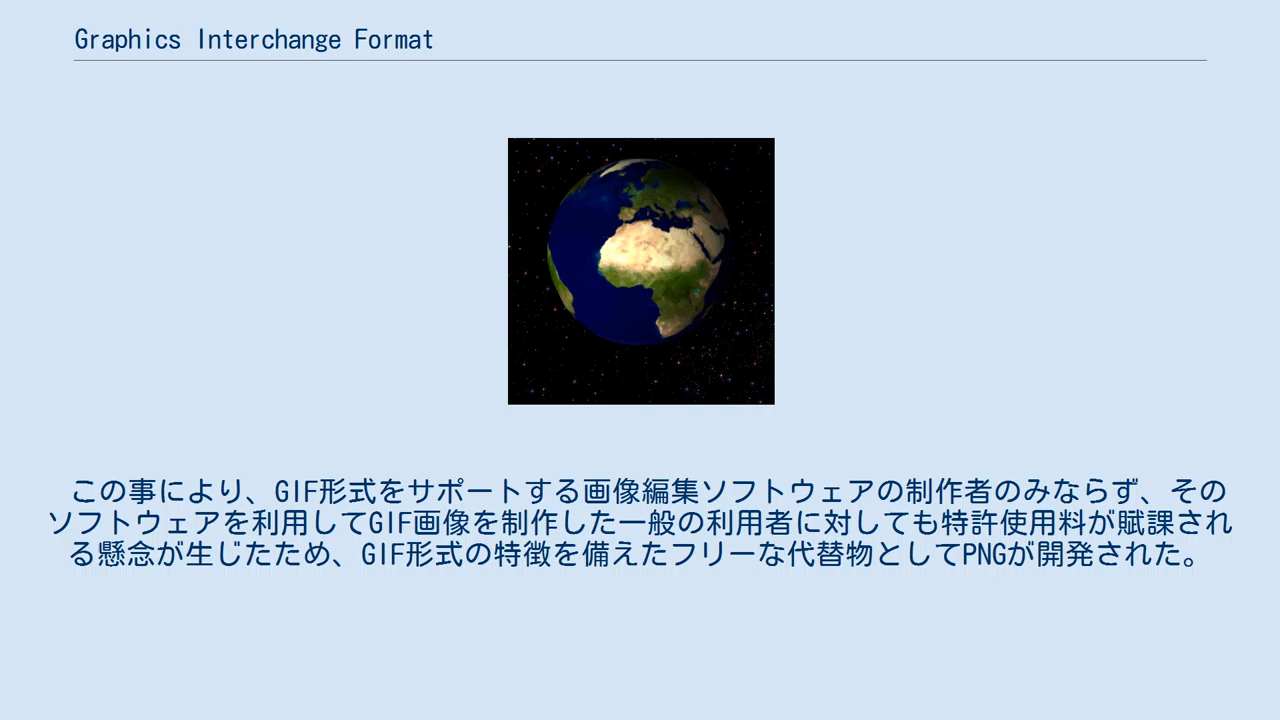 Graphics Interchange Format
この事により、GIF形式をサポートする画像編集ソフトウェアの制作者のみならず、その
ソフトウェアを利用してGIF画像を制作した一般の利用者に対しても特許使用料が賦課され
る懸念が生じたため、GIF形式の特徴を備えたフリーな代替物としてPNGが開発された。